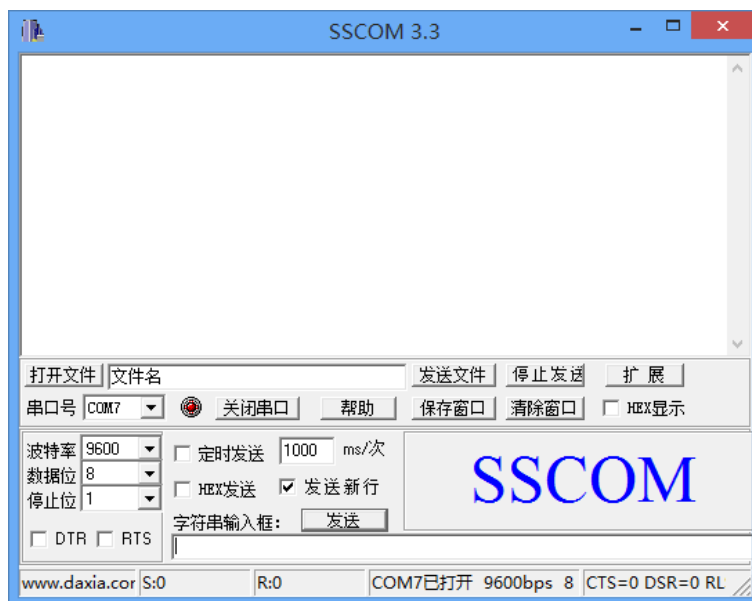 SSCOM 3.3
打开文件 文件名 发送文件 停止发送 扩 展
串口号 COM7 关闭串口 帮助 保存窗口 清除窗口 HEX显示
波特率 9600 定时发送 1000 ms/次
数据位 8
停止位 1 HEX发送 发送新行
SSCOM
DTR RTS 字符串输入框: 发送
www.daxia.cor S:0 R:0 COM7已打开 9600bps 8 CTS=0 DSR=0 RL